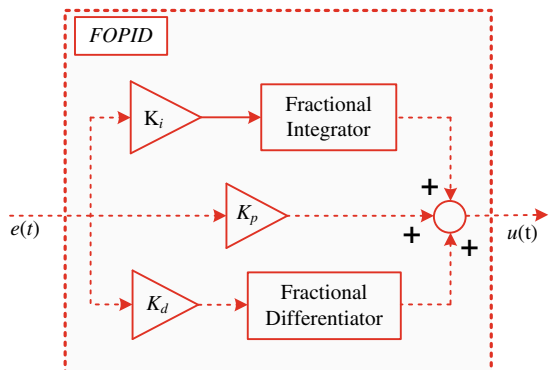 FOPID
K_i
Fractional
Integrator
+
e(t)
K_p
+
+
u(t)
K_d
Fractional
Differentiator